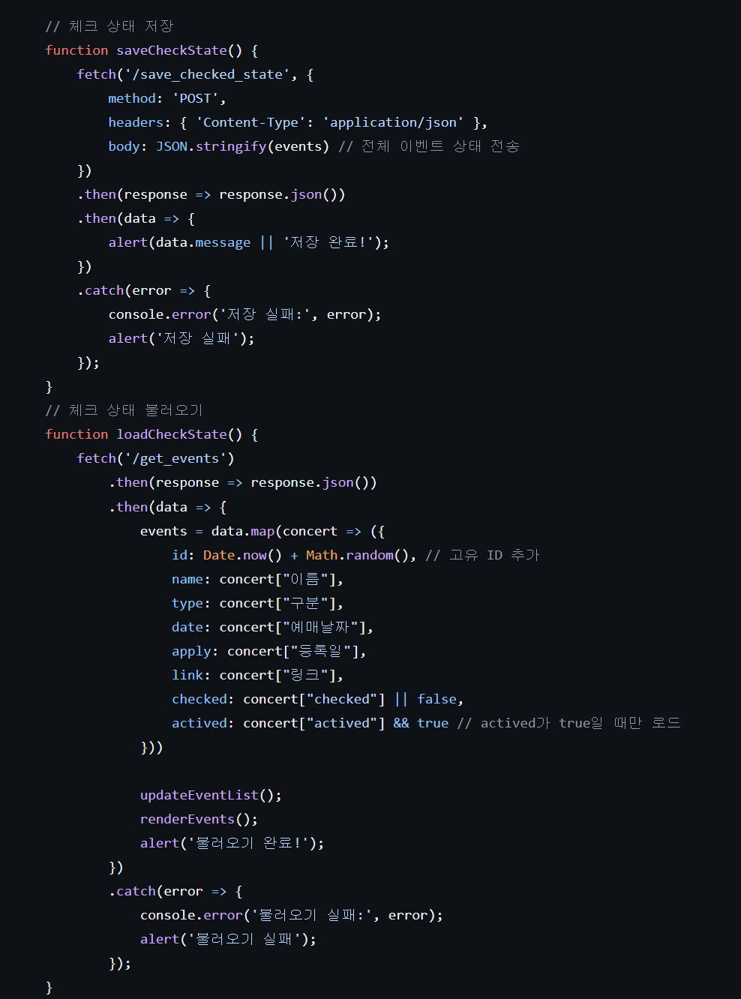 // 체크 상태 저장
function saveCheckState() {
    fetch('/save_checked_state', {
        method: 'POST',
        headers: { 'Content-Type': 'application/json' },
        body: JSON.stringify(events) // 전체 이벤트 상태 전송
    })
    .then(response => response.json())
    .then(data => {
        alert(data.message || '저장 완료!');
    })
    .catch(error => {
        console.error('저장 실패:', error);
        alert('저장 실패');
    });
}
// 체크 상태 불러오기
function loadCheckState() {
    fetch('/get_events')
        .then(response => response.json())
        .then(data => {
            events = data.map(concert => ({
                id: Date.now() + Math.random(), // 고유 ID 추가
                name: concert["이름"],
                type: concert["구분"],
                date: concert["예매날짜"],
                apply: concert["등록일"],
                link: concert["링크"],
                checked: concert["checked"] || false,
                actived: concert["actived"] && true // actived가 true일 때만 로드
            }))

            updateEventList();
            renderEvents();
            alert('불러오기 완료!');
        })
        .catch(error => {
            console.error('불러오기 실패:', error);
            alert('불러오기 실패');
        });
}